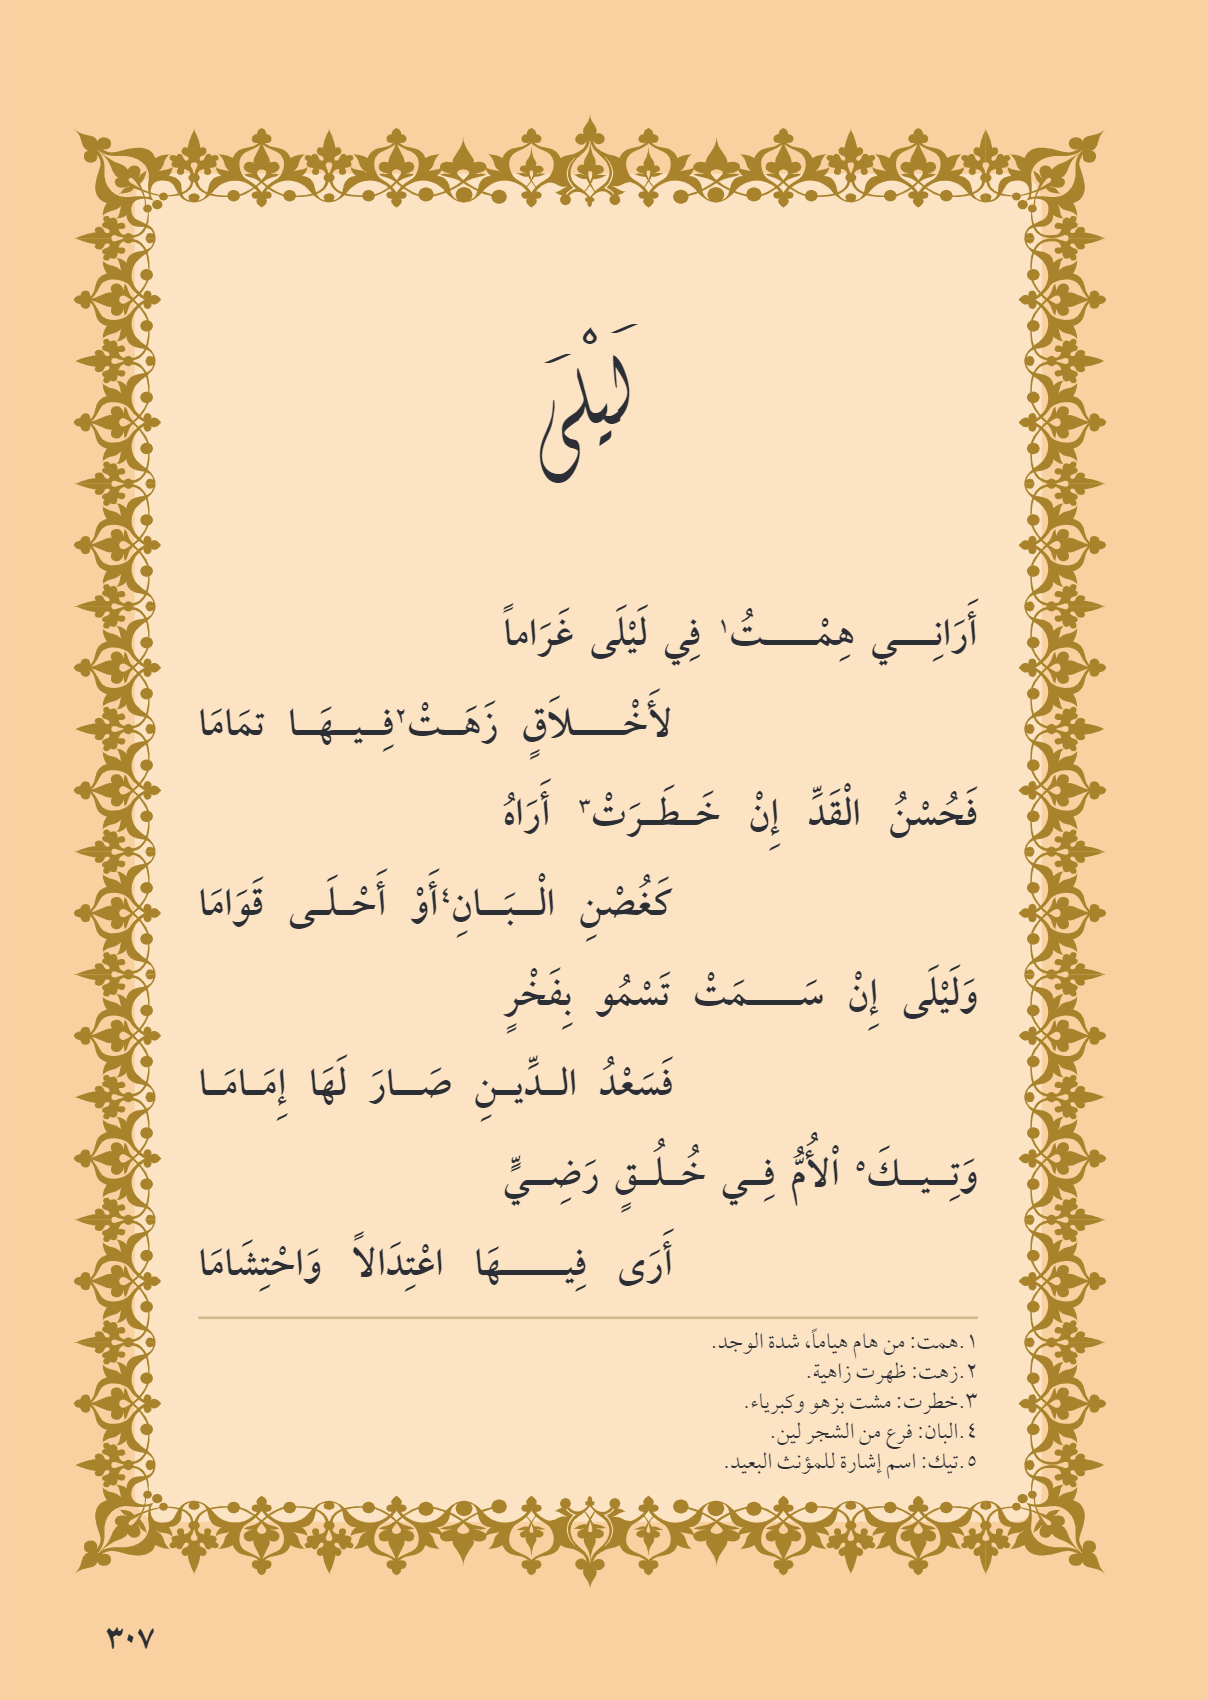 لَيْلَى
أَرَانِي هِمْتُ١ فِي لَيْلَى غَرَاماً
لأَخْلاَقٍ زَهَتْ٢ فِيهَا تمَامَا
فَحُسْنُ الْقَدِّ إِنْ خَطَرَتْ٣ أَرَاهُ
كَغُصْنِ الْبَانِ٤ أَوْ أَحْلَى قَوَامَا
وَلَيْلَى إِنْ سَمَتْ تَسْمُو بِفَخْرٍ
فَسَعْدُ الدِّينِ صَارَ لَهَا إِمَامَا
وَتِيكَ٥ اْلأُمُّ فِي خُلُقٍ رَضِيٍّ
أَرَى فِيهَا اعْتِدَالاً وَاحْتِشَامَا
١.همت: من هام هياماً، شدة الوجد.
٢.زهت: ظهرت زاهية.
٣.خطرت: مشت بزهو وكبرياء.
٤.البان: فرع من الشجر لين.
٥.تيك: اسم إشارة للمؤنث البعيد.
٣٠٧